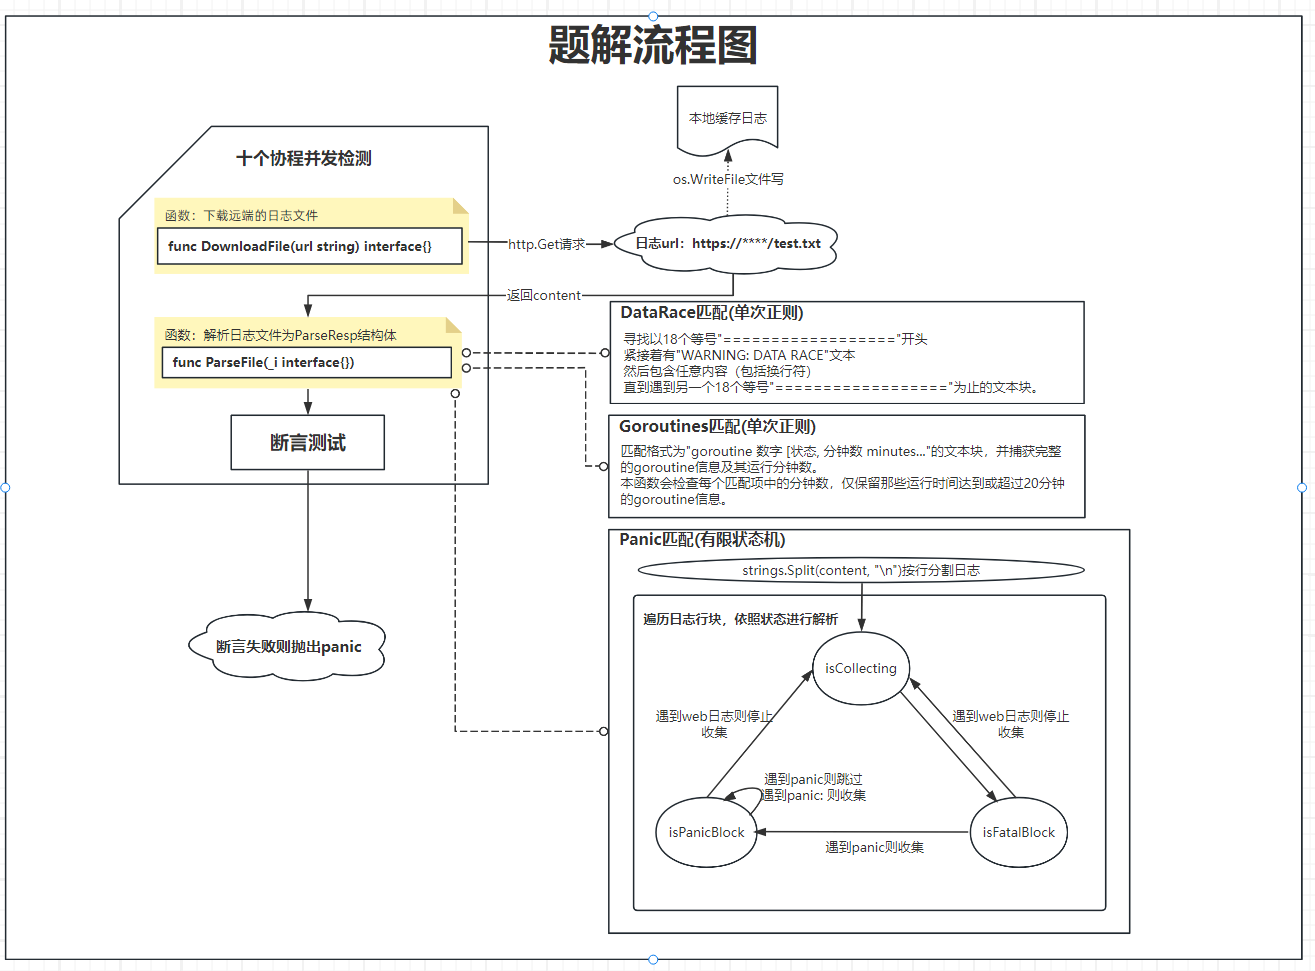 题解流程图
本地缓存日志
os.WriteFile文件写
十个协程并发检测
函数：下载远端的日志文件
func DownloadFile(url string) interface{}
http.Get请求
日志url：https://****/test.txt
返回content
函数：解析日志文件为ParseResp结构体
func ParseFile(_i interface{})
断言测试
断言失败则抛出panic
DataRace匹配(单次正则)
寻找以18个等号"=================="开头
紧接着有"WARNING: DATA RACE"文本
然后包含任意内容（包括换行符）
直到遇到另一个18个等号"=================="为止的文本块。
Goroutines匹配(单次正则)
匹配格式为"goroutine 数字 [状态, 分钟数 minutes..."的文本块，并捕获完整
的goroutine信息及其运行分钟数。
本函数会检查每个匹配项中的分钟数，仅保留那些运行时间达到或超过20分钟
的goroutine信息。
Panic匹配(有限状态机)
strings.Split(content, "\n")按行分割日志
遍历日志行块，依照状态进行解析
isCollecting
遇到web日志则停止
收集
遇到web日志则停止
收集
遇到panic则跳过
遇到panic: 则收集
isPanicBlock
isFatalBlock
遇到panic则收集